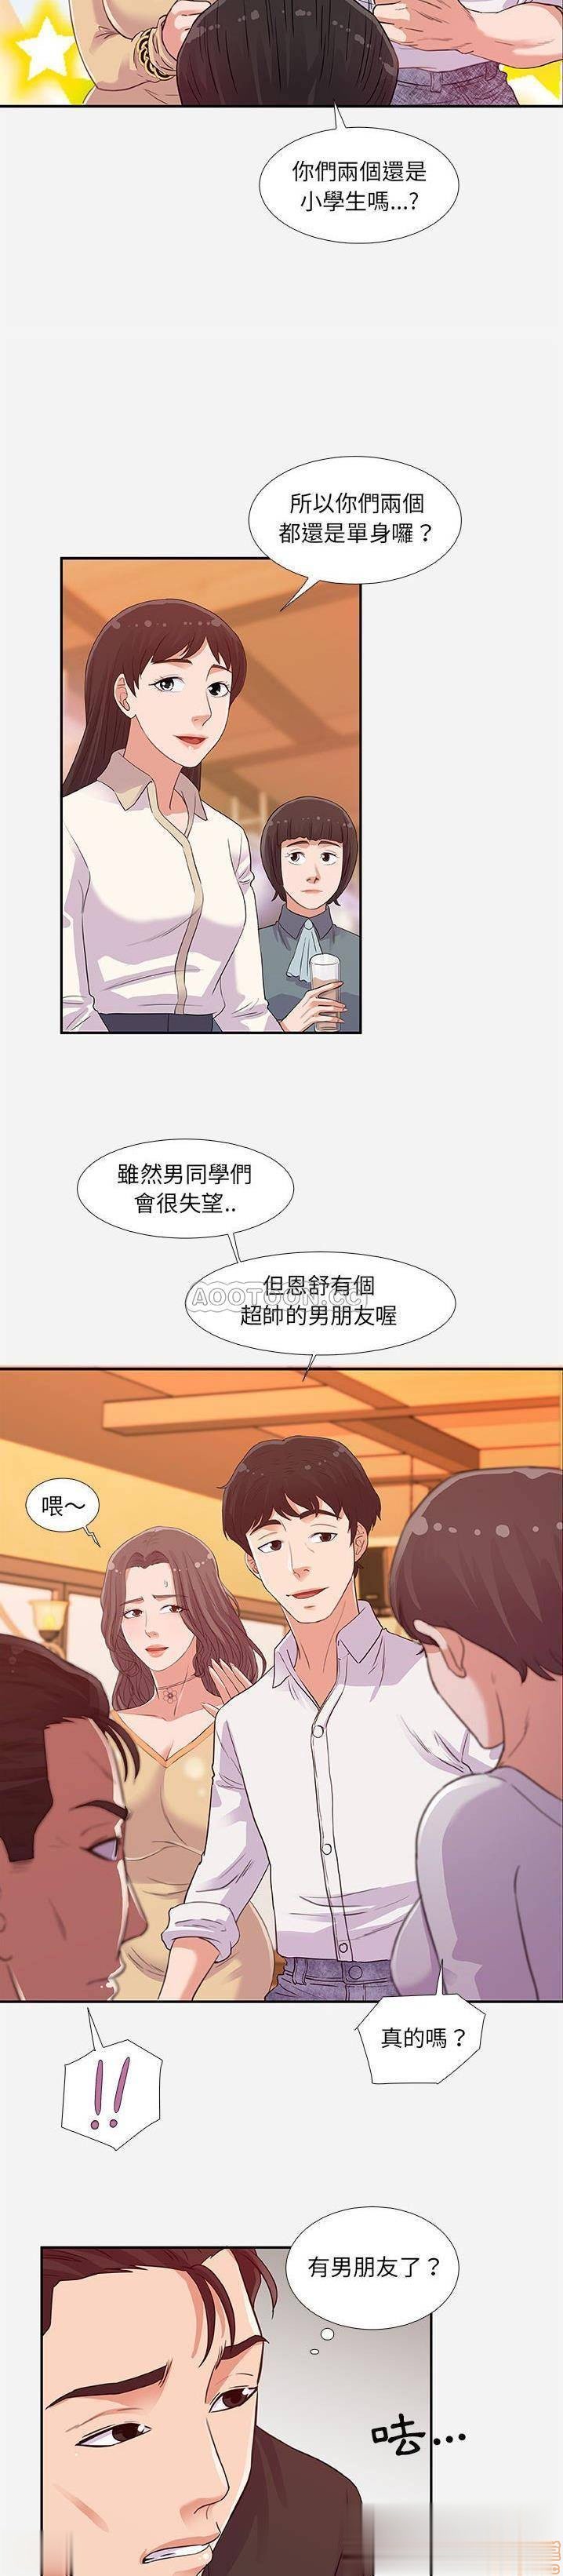 你們兩個還是
小學生嗎...?
所以你們兩個
都還是單身囉？
雖然男同學們
會很失望..
但恩舒有個
AOOTOON.CC
超帥的男朋友喔
喂～
真的嗎？
!!
有男朋友了？
呿...